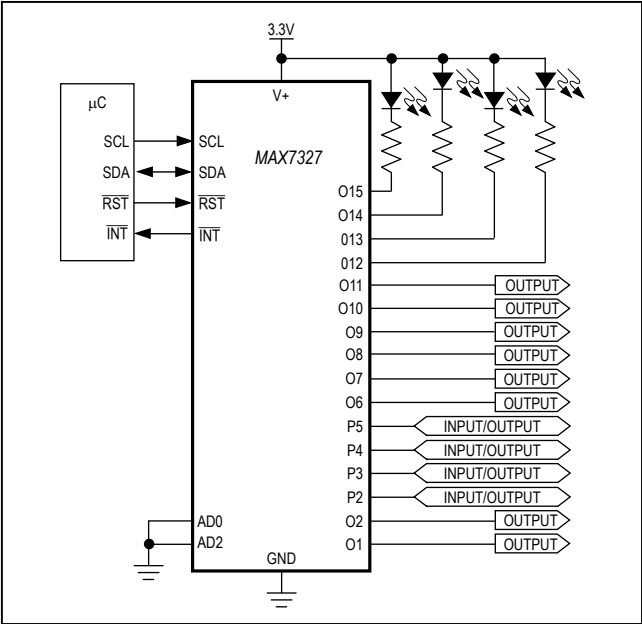 3.3V
V+
µC
SCL
SCL
SDA
SDA
RST
RST
INT
INT
MAX7327
O15
O14
013
012
O11 OUTPUT
O10 OUTPUT
O9 OUTPUT
O8 OUTPUT
O7 OUTPUT
O6 OUTPUT
P5 INPUT/OUTPUT
P4 INPUT/OUTPUT
P3 INPUT/OUTPUT
P2 INPUT/OUTPUT
AD0
O2 OUTPUT
AD2
O1 OUTPUT
GND